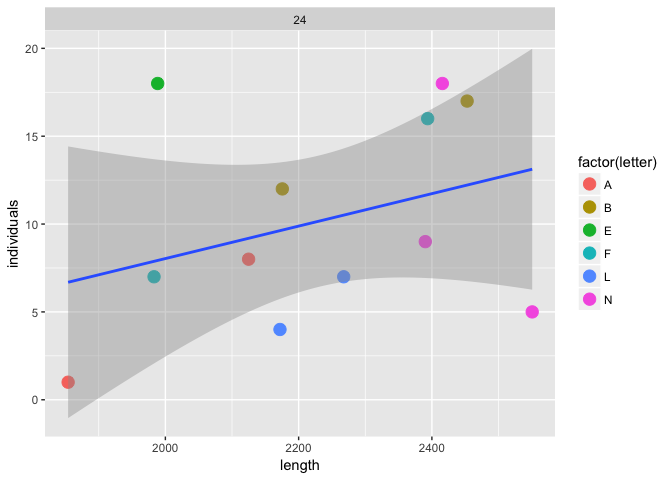 24
20
15
10
5
0
individuals
2000 2200 2400
length
factor(letter)
A
B
E
F
L
N